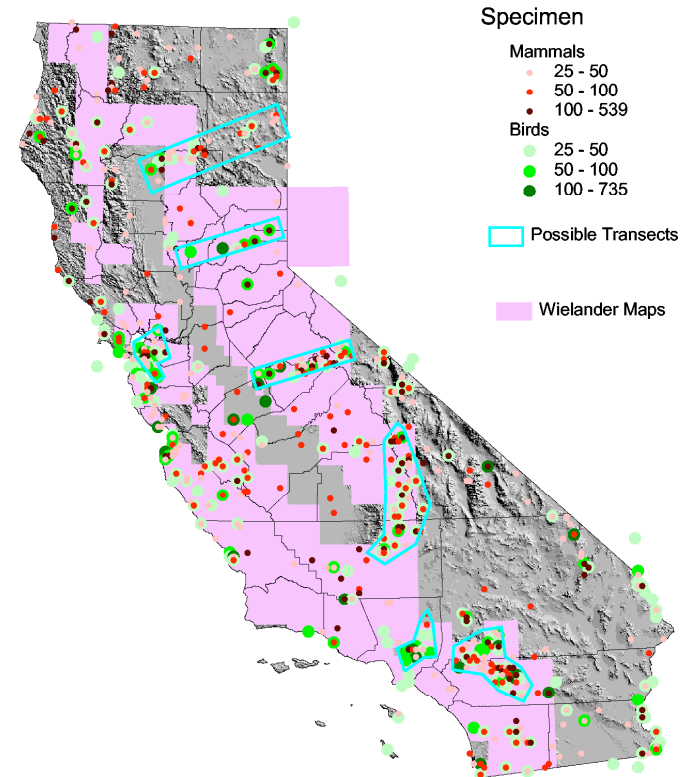 Specimen
Mammals
25 - 50
50 - 100
100 - 539
Birds
25 - 50
50 - 100
100 - 735
Possible Transects
Wielander Maps